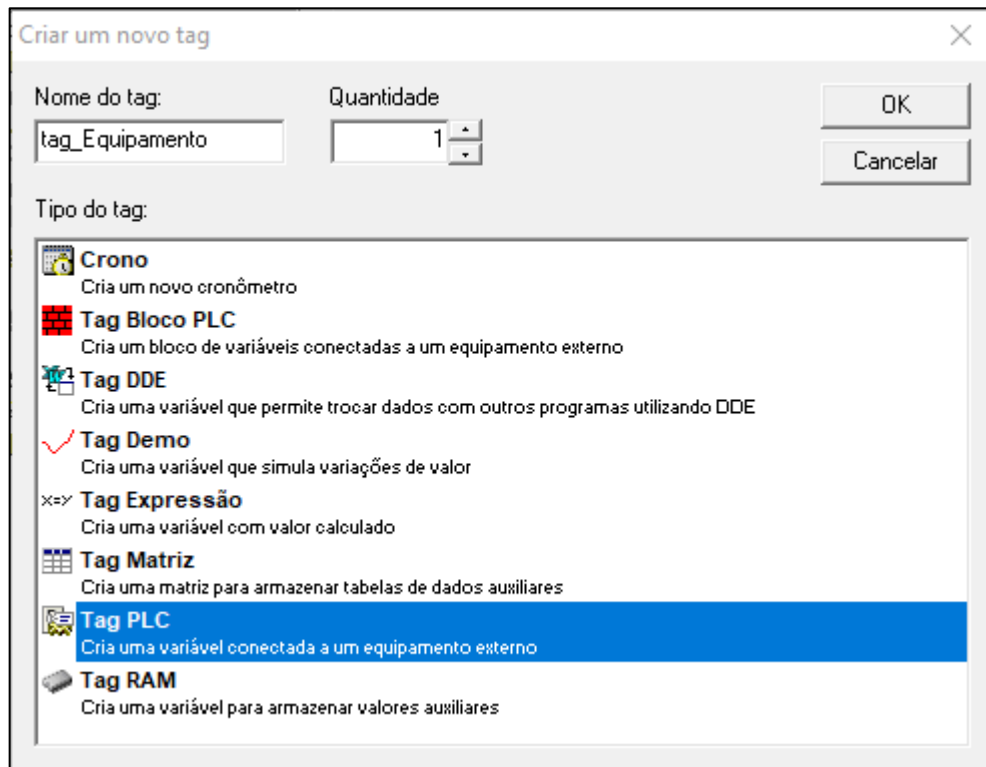 Criar um novo tag
Nome do tag:
Quantidade
OK
tag_Equipamento
1
Cancelar
Tipo do tag:
Crono
Cria um novo cronômetro
Tag Bloco PLC
Cria um bloco de variáveis conectadas a um equipamento externo
Tag DDE
Cria uma variável que permite trocar dados com outros programas utilizando DDE
Tag Demo
Cria uma variável que simula variações de valor
X=Y Tag Expressão
Cria uma variável com valor calculado
Tag Matriz
Cria uma matriz para armazenar tabelas de dados auxiliares
Tag PLC
Cria uma variável conectada a um equipamento externo
Tag RAM
Cria uma variável para armazenar valores auxiliares